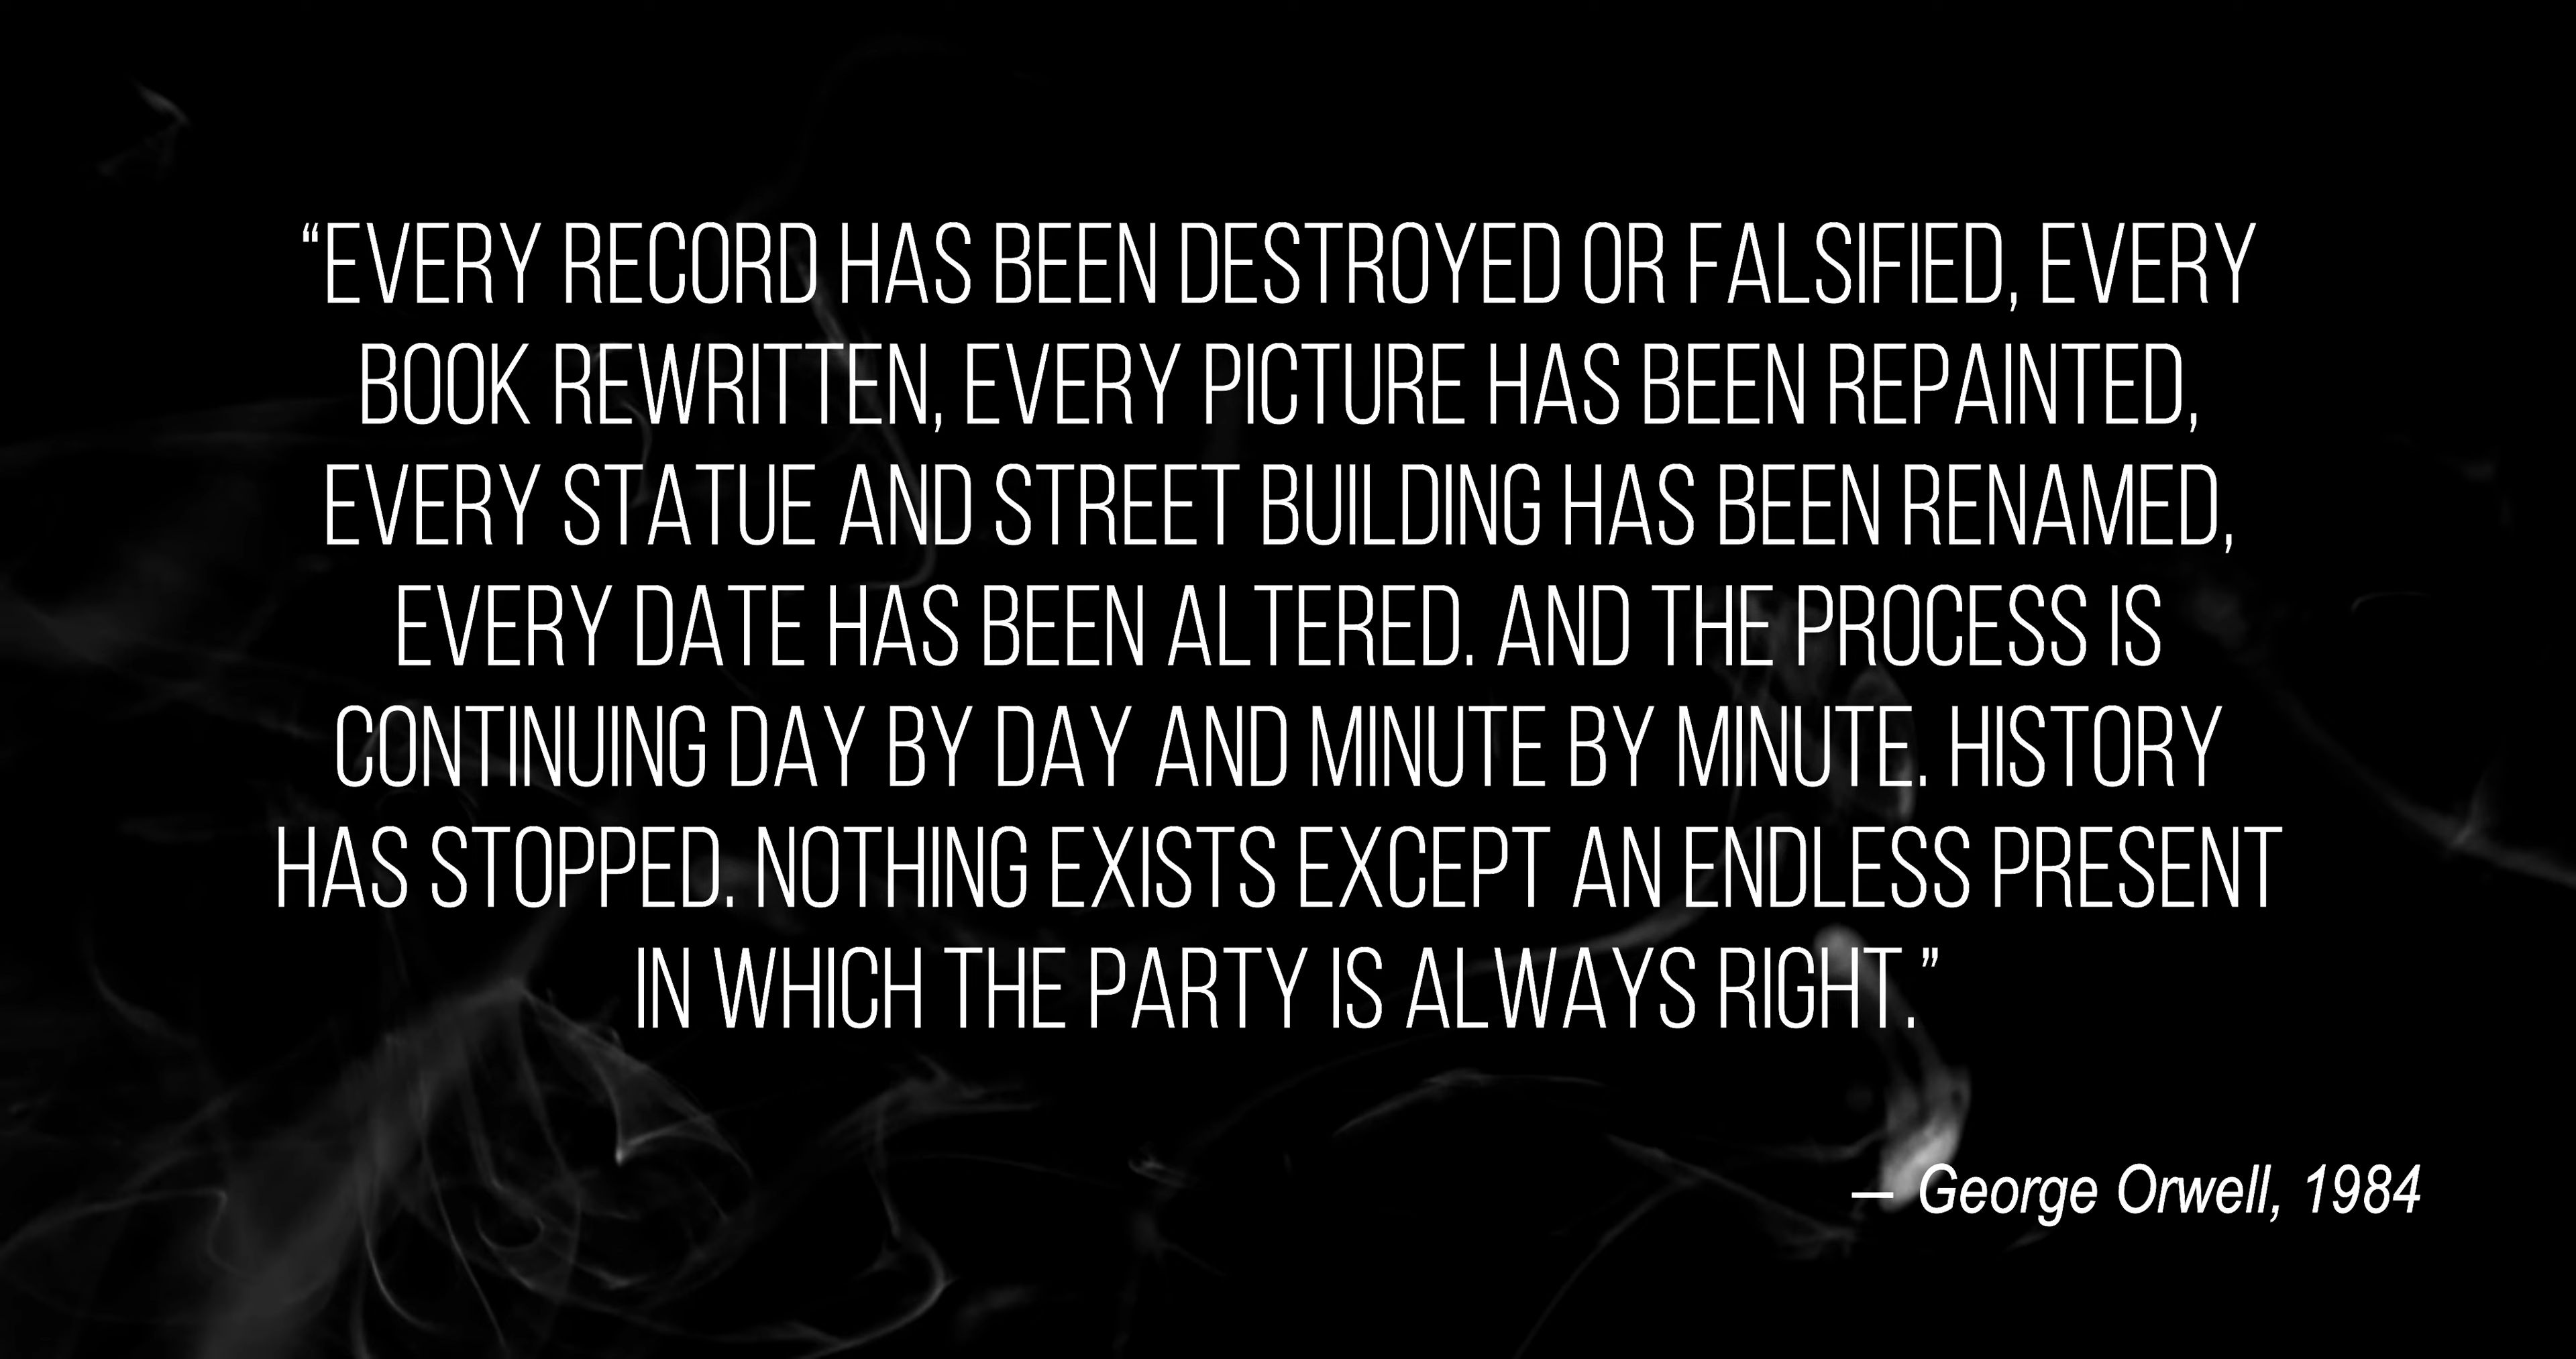 “EVERY RECORD HAS BEEN DESTROYED OR FALSIFIED, EVERY
BOOK REWRITTEN, EVERY PICTURE HAS BEEN REPAINTED,
EVERY STATUE AND STREET BUILDING HAS BEEN RENAMED,
EVERY DATE HAS BEEN ALTERED. AND THE PROCESS IS
CONTINUING DAY BY DAY AND MINUTE BY MINUTE. HISTORY
HAS STOPPED. NOTHING EXISTS EXCEPT AN ENDLESS PRESENT
IN WHICH THE PARTY IS ALWAYS RIGHT.”
— George Orwell, 1984